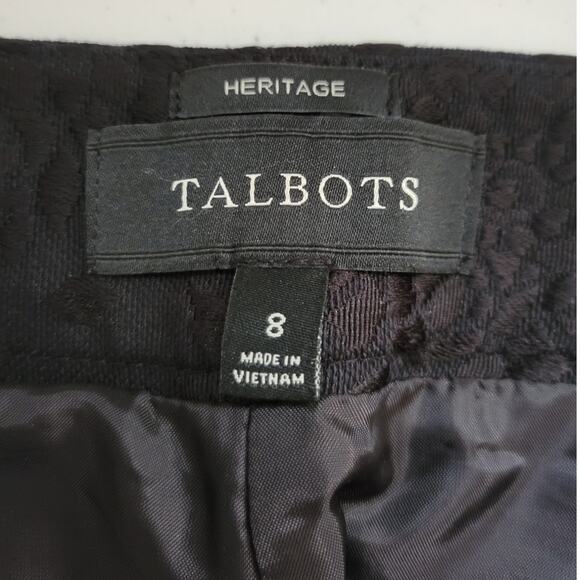 HERITAGE
TALBOTS
8
MADE IN
VIETNAM